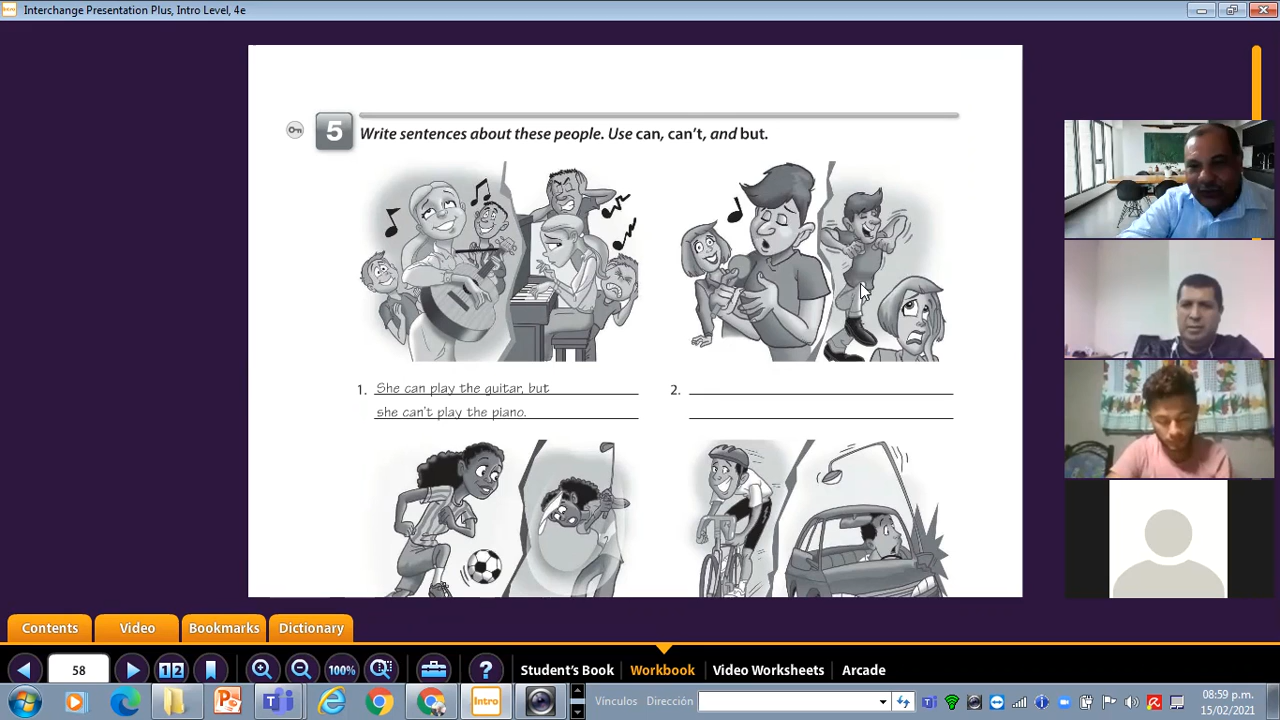 Interchange Presentation Plus, Intro Level, 4e
5 Write sentences about these people. Use can, can't, and but.
1. She can play the guitar, but
she can't play the piano.
2.
Contents Video Bookmarks Dictionary
58 12 100% ? Student's Book Workbook Video Worksheets Arcade
Intro Vínculos Dirección 08:59 p.m.
15/02/2021